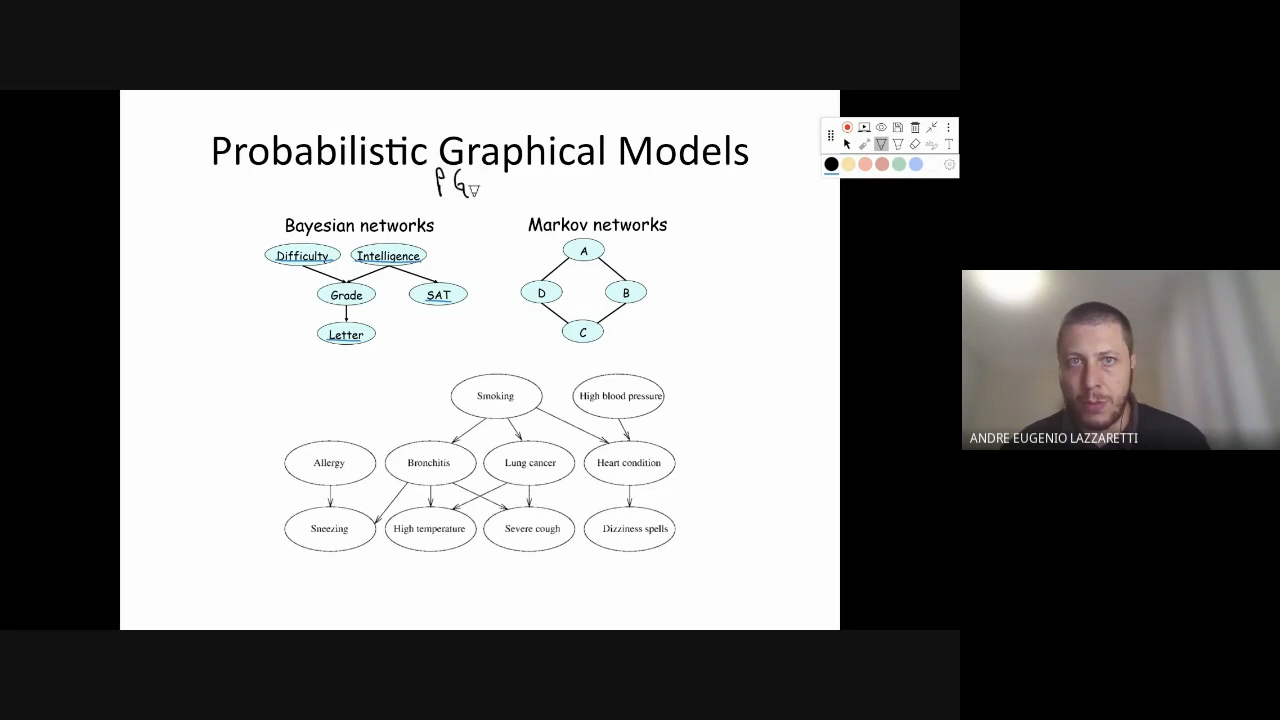 Probabilistic Graphical Models
P G
Bayesian networks
Markov networks
Difficulty
Intelligence
A
Grade
SAT
D
B
Letter
C
Smoking
High blood pressure
Allergy
Bronchitis
Lung cancer
Heart condition
Sneezing
High temperature
Severe cough
Dizziness spells
ANDRE EUGENIO LAZZARETTI